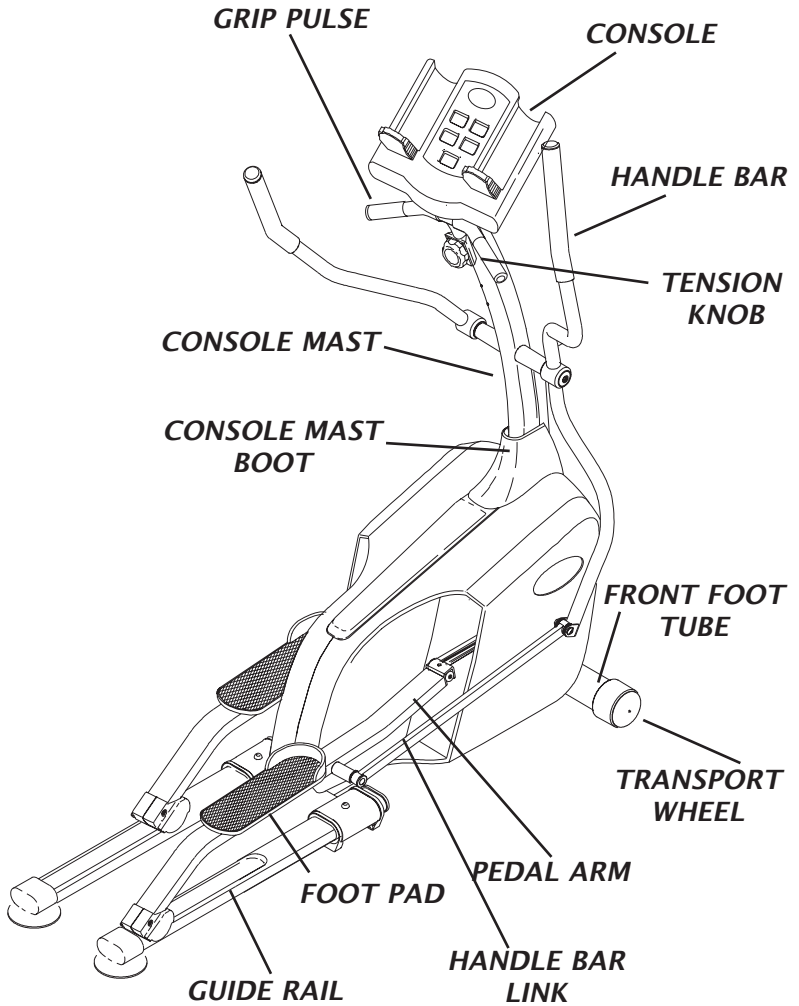 GRIP PULSE
CONSOLE
HANDLE BAR
TENSION
KNOB
CONSOLE MAST
CONSOLE MAST
BOOT
FRONT FOOT
TUBE
TRANSPORT
WHEEL
PEDAL ARM
FOOT PAD
HANDLE BAR
LINK
GUIDE RAIL